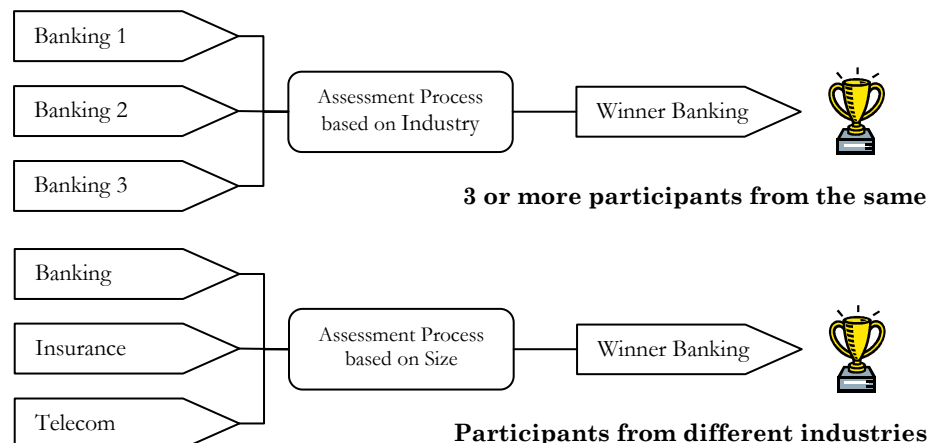 Banking 1
Banking 2
Banking 3
Assessment Process
based on Industry
Winner Banking
3 or more participants from the same
Banking
Insurance
Telecom
Assessment Process
based on Size
Winner Banking
Participants from different industries